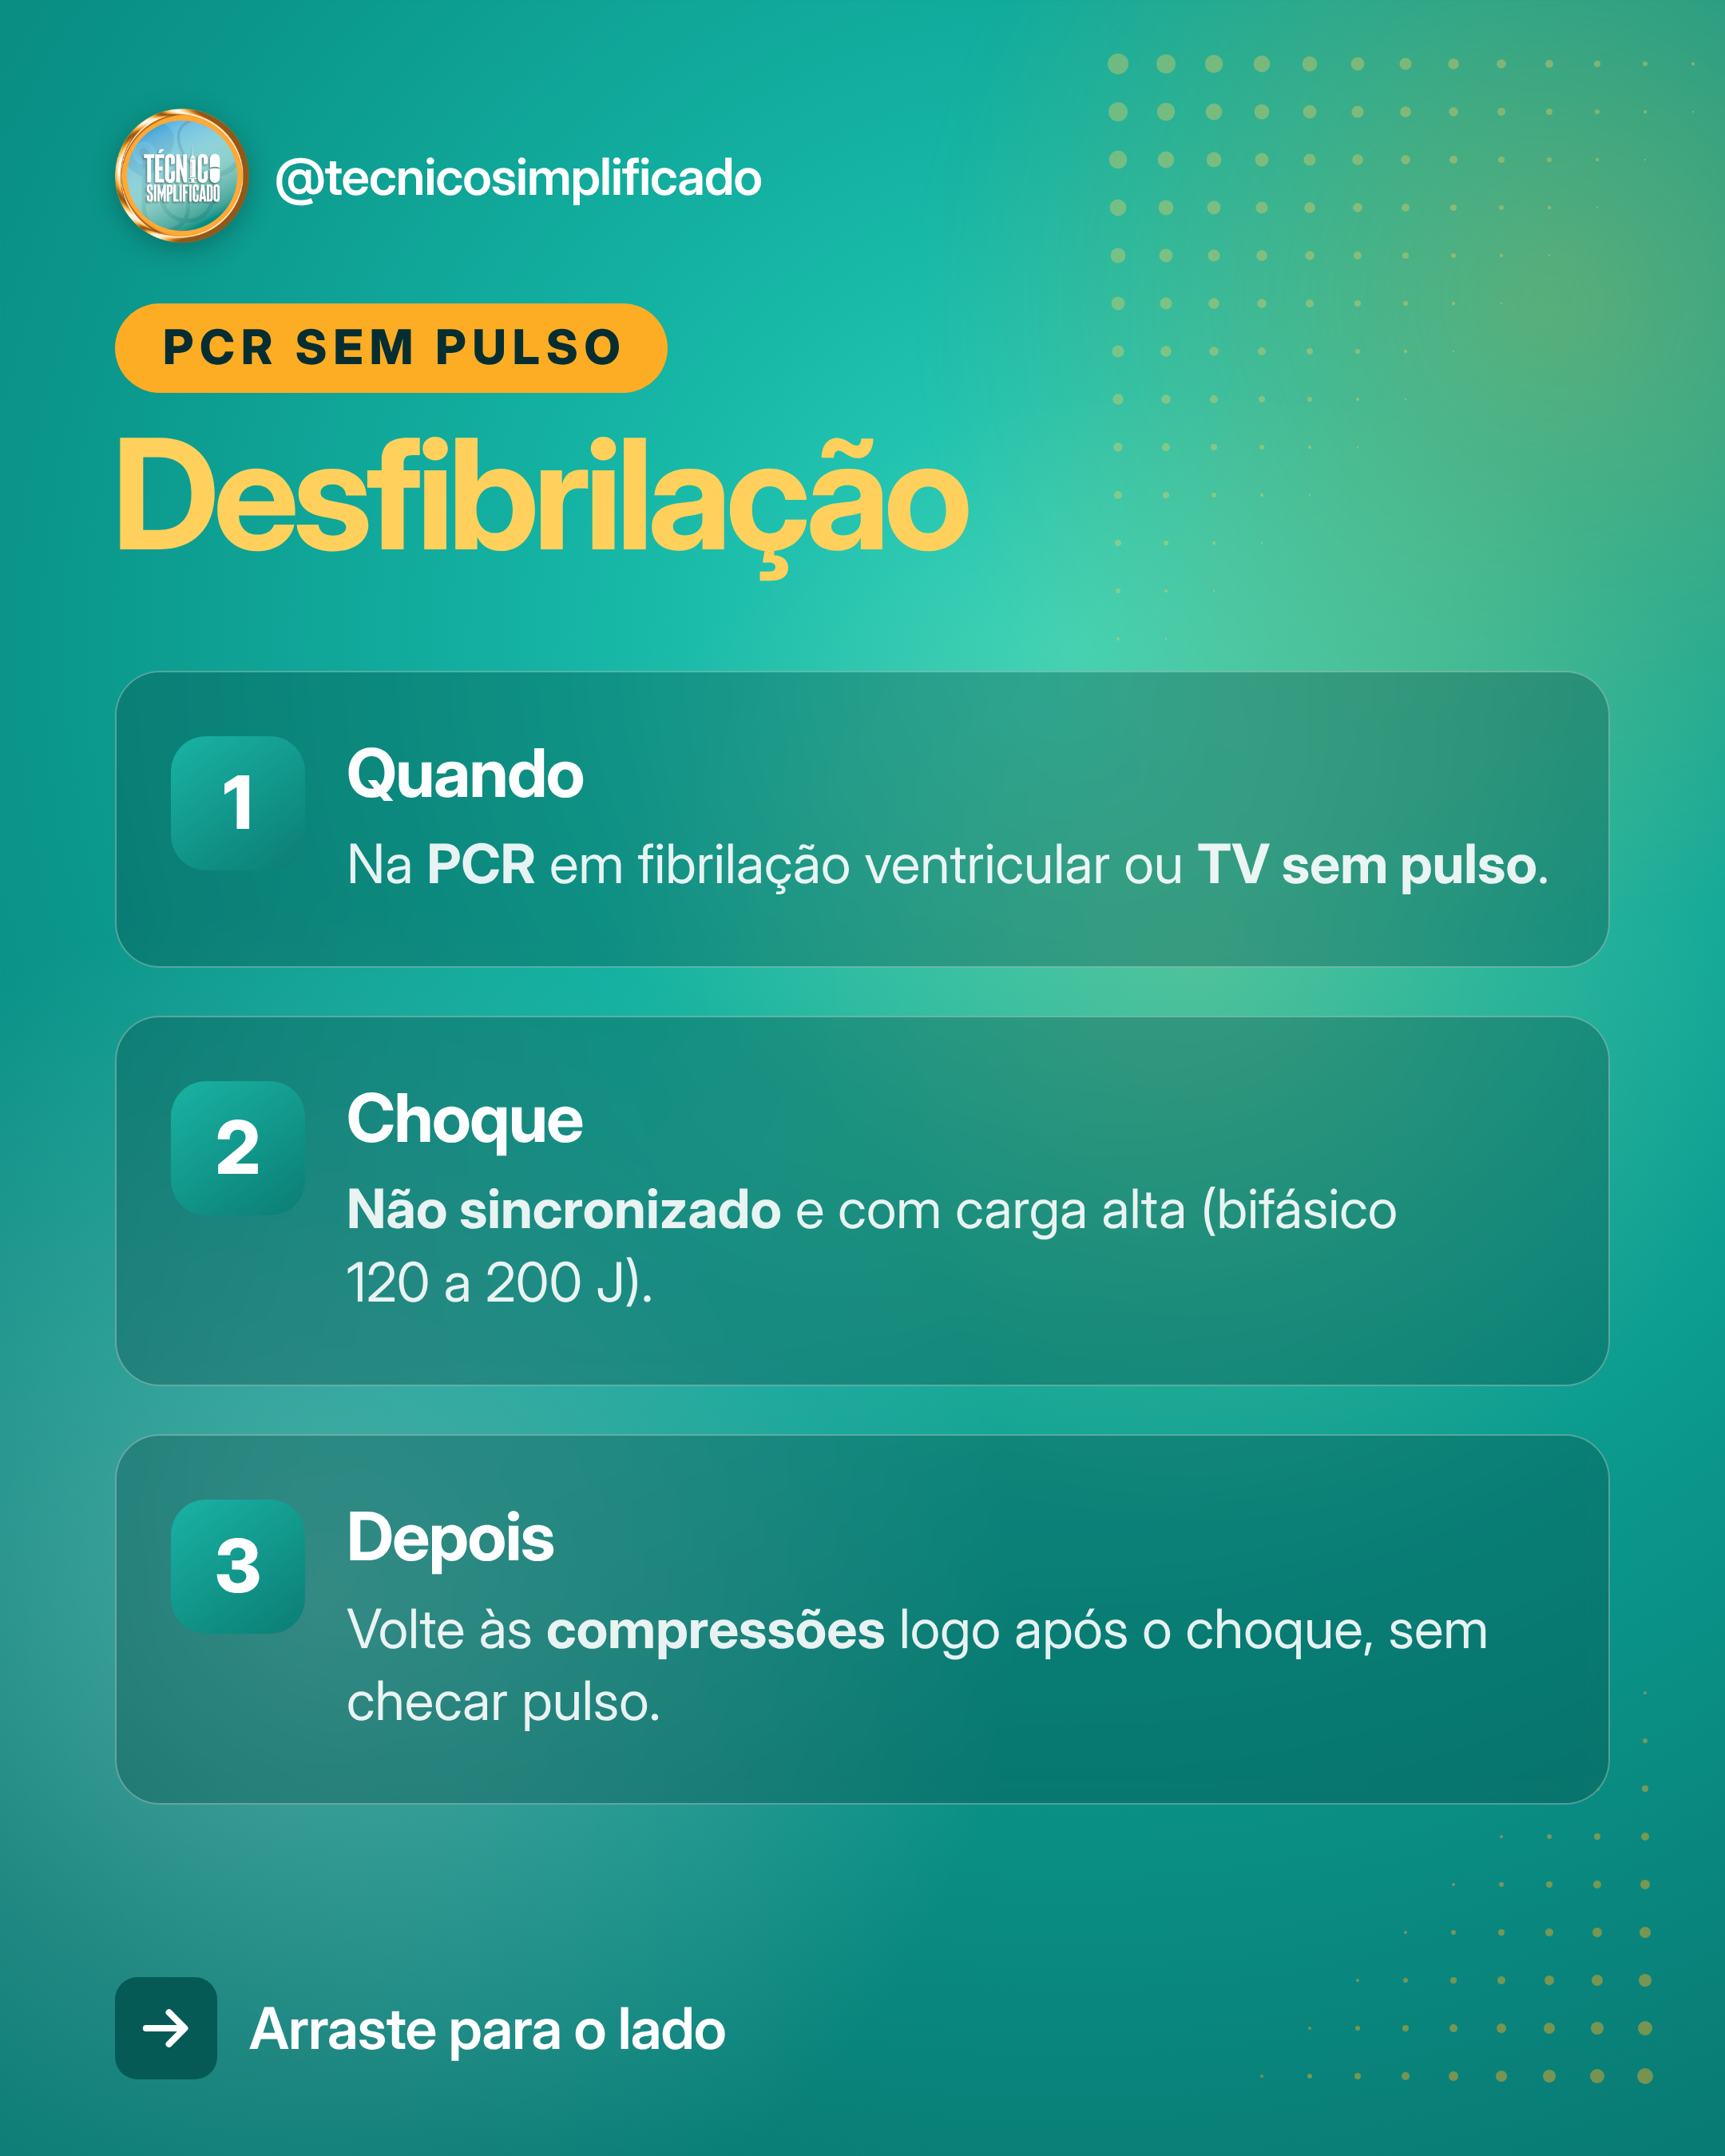 TÉCNICO
SIMPLIFICADO
@tecnicosimplificado
PCR SEM PULSO
Desfibrilação
1
Quando
Na PCR em fibrilação ventricular ou TV sem pulso.
2
Choque
Não sincronizado e com carga alta (bifásico
120 a 200 J).
3
Depois
Volte às compressões logo após o choque, sem
checar pulso.
Arraste para o lado